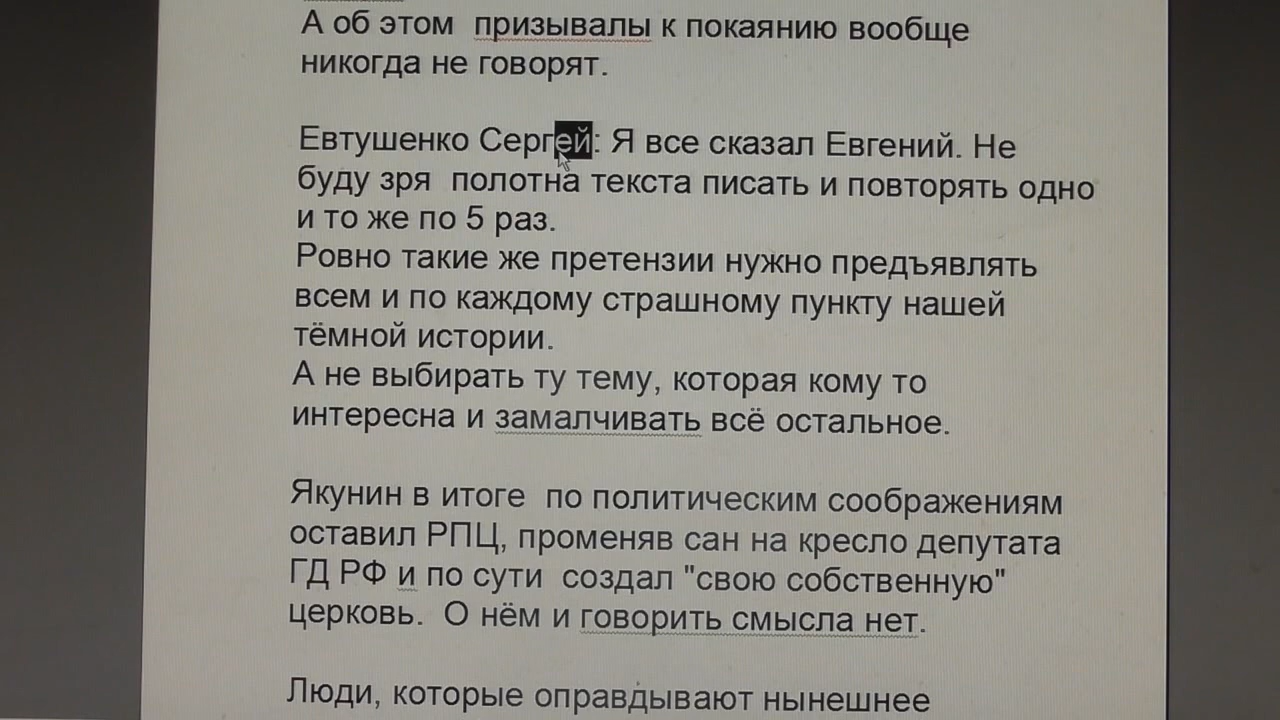 А об этом призывалы к покаянию вообще
никогда не говорят.
Евтушенко Сергей: Я все сказал Евгений. Не
буду зря полотна текста писать и повторять одно
и то же по 5 раз.
Ровно такие же претензии нужно предъявлять
всем и по каждому страшному пункту нашей
тёмной истории.
А не выбирать ту тему, которая кому то
интересна и замалчивать всё остальное.
Якунин в итоге по политическим соображениям
оставил РПЦ, променяв сан на кресло депутата
ГД РФ и по сути создал "свою собственную"
церковь. О нём и говорить смысла нет.
Люди, которые оправдывают нынешнее